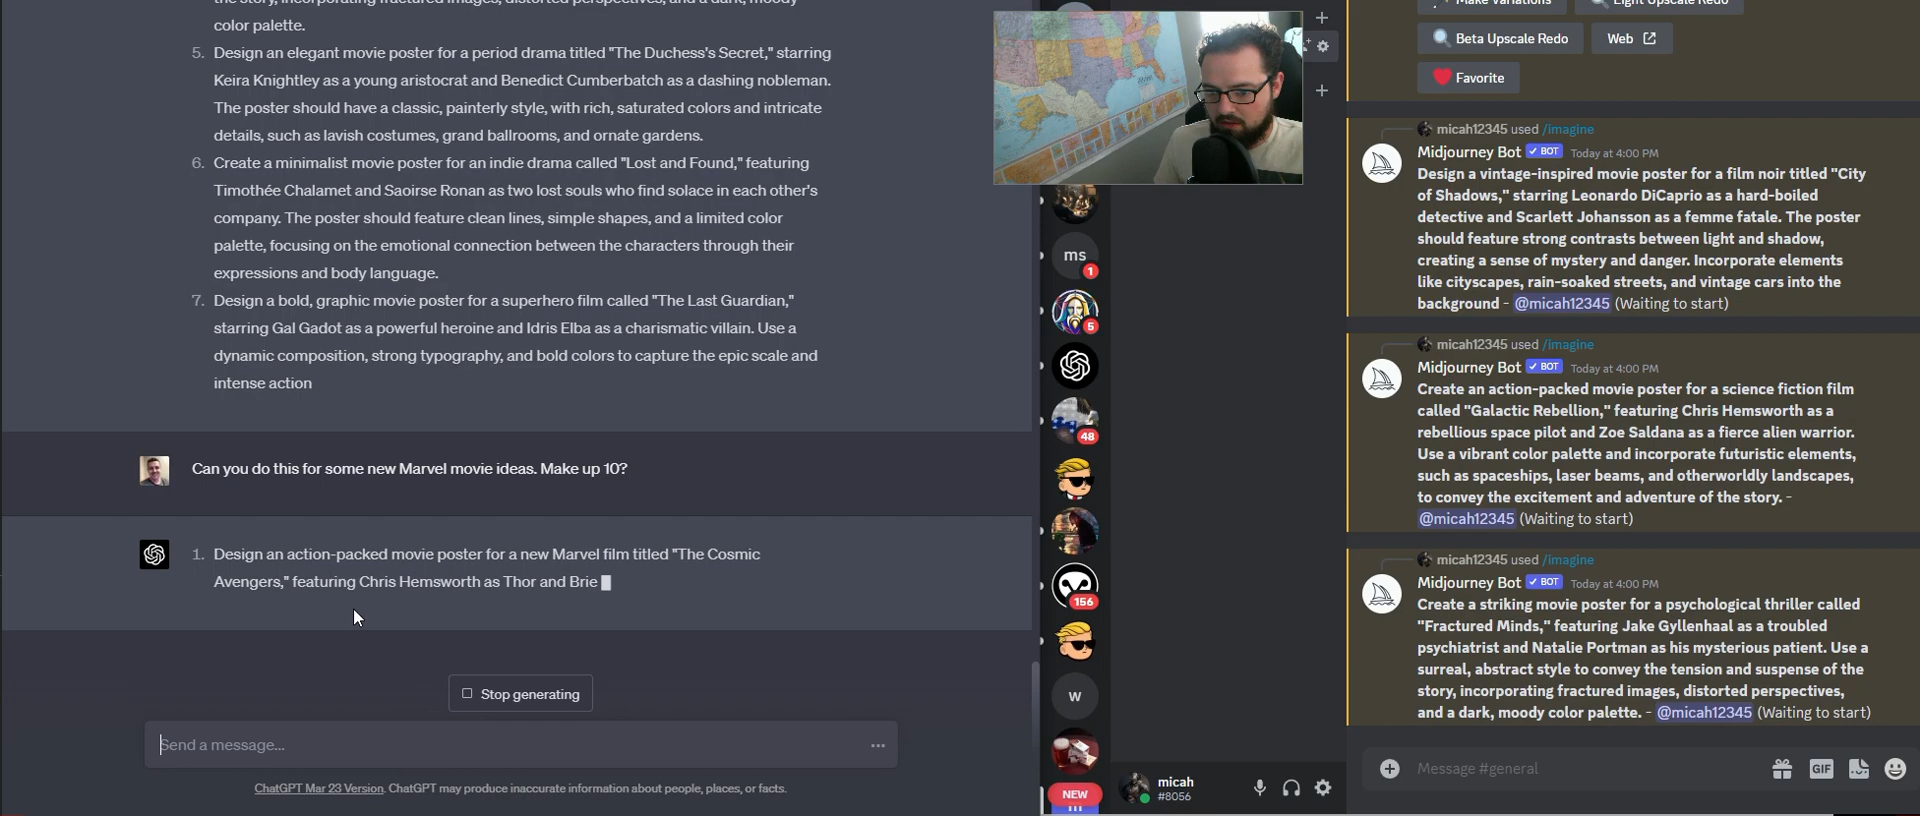 the story, incorporating fractured images, distorted perspectives, and a dark, moody
color palette.
5. Design an elegant movie poster for a period drama titled "The Duchess's Secret," starring
Keira Knightley as a young aristocrat and Benedict Cumberbatch as a dashing nobleman.
The poster should have a classic, painterly style, with rich, saturated colors and intricate
details, such as lavish costumes, grand ballrooms, and ornate gardens.
6. Create a minimalist movie poster for an indie drama called "Lost and Found," featuring
Timothée Chalamet and Saoirse Ronan as two lost souls who find solace in each other's
company. The poster should feature clean lines, simple shapes, and a limited color
palette, focusing on the emotional connection between the characters through their
expressions and body language.
7. Design a bold, graphic movie poster for a superhero film called "The Last Guardian,"
starring Gal Gadot as a powerful heroine and Idris Elba as a charismatic villain. Use a
dynamic composition, strong typography, and bold colors to capture the epic scale and
intense action
Can you do this for some new Marvel movie ideas. Make up 10?
1. Design an action-packed movie poster for a new Marvel film titled "The Cosmic
Avengers," featuring Chris Hemsworth as Thor and Brie
Stop generating
Send a message...
ChatGPT Mar 23 Version. ChatGPT may produce inaccurate information about people, places, or facts.
ms
1
5
48
156
W
NEW
micah
#8056
Make Variations
Light Upscale Redo
Beta Upscale Redo
Web
Favorite
micah12345 used /imagine
Midjourney Bot ✓ BOT Today at 4:00 PM
Design a vintage-inspired movie poster for a film noir titled "City
of Shadows," starring Leonardo DiCaprio as a hard-boiled
detective and Scarlett Johansson as a femme fatale. The poster
should feature strong contrasts between light and shadow,
creating a sense of mystery and danger. Incorporate elements
like cityscapes, rain-soaked streets, and vintage cars into the
background - @micah12345 (Waiting to start)
micah12345 used /imagine
Midjourney Bot ✓ BOT Today at 4:00 PM
Create an action-packed movie poster for a science fiction film
called "Galactic Rebellion," featuring Chris Hemsworth as a
rebellious space pilot and Zoe Saldana as a fierce alien warrior.
Use a vibrant color palette and incorporate futuristic elements,
such as spaceships, laser beams, and otherworldly landscapes,
to convey the excitement and adventure of the story. -
@micah12345 (Waiting to start)
micah12345 used /imagine
Midjourney Bot ✓ BOT Today at 4:00 PM
Create a striking movie poster for a psychological thriller called
"Fractured Minds," featuring Jake Gyllenhaal as a troubled
psychiatrist and Natalie Portman as his mysterious patient. Use a
surreal, abstract style to convey the tension and suspense of the
story, incorporating fractured images, distorted perspectives,
and a dark, moody color palette. - @micah12345 (Waiting to start)
Message #general
GIF